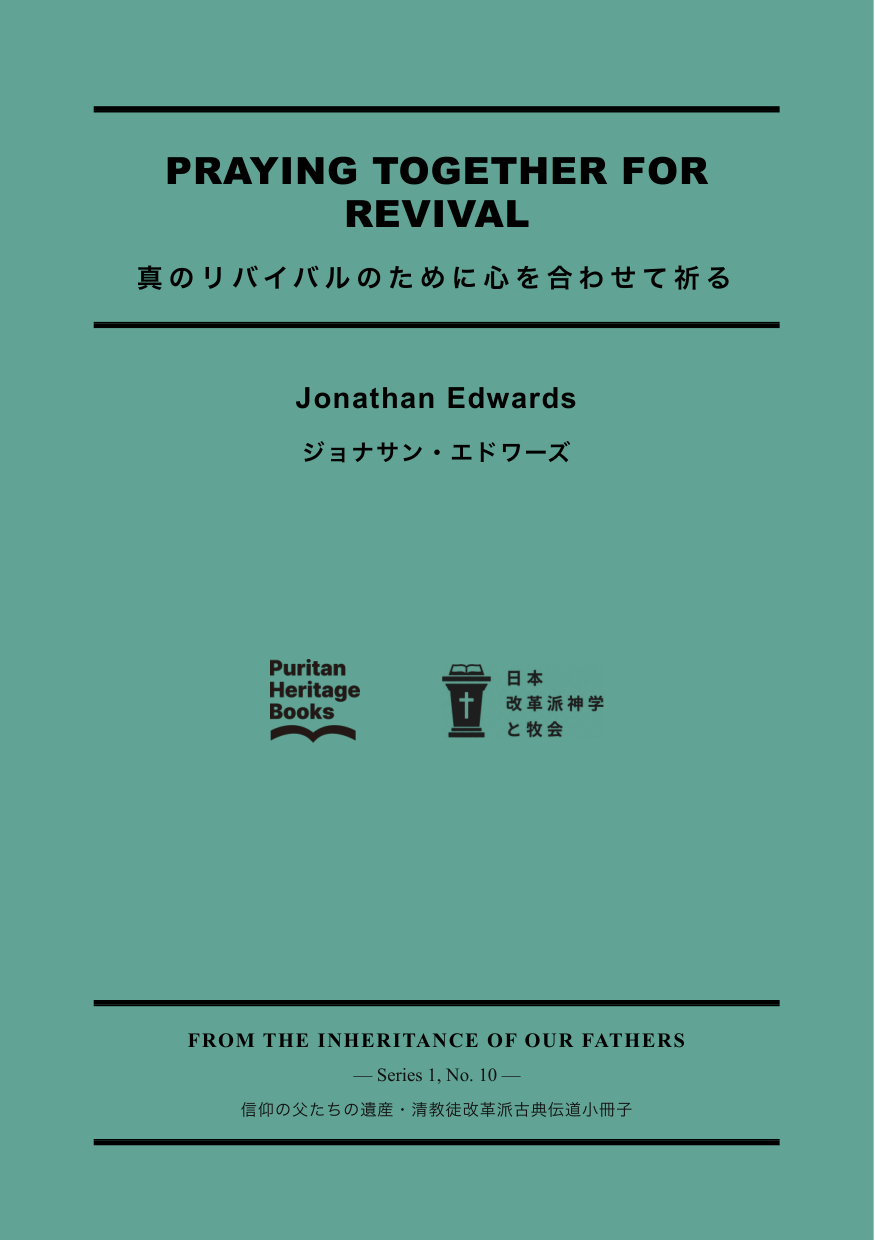 PRAYING TOGETHER FOR
REVIVAL
真のリバイバルのために心を合わせて祈る
Jonathan Edwards
ジョナサン・エドワーズ
Puritan
Heritage
Books
日本
改革派神学
と牧会
FROM THE INHERITANCE OF OUR FATHERS
— Series 1, No. 10 —
信仰の父たちの遺産・清教徒改革派古典伝道小冊子